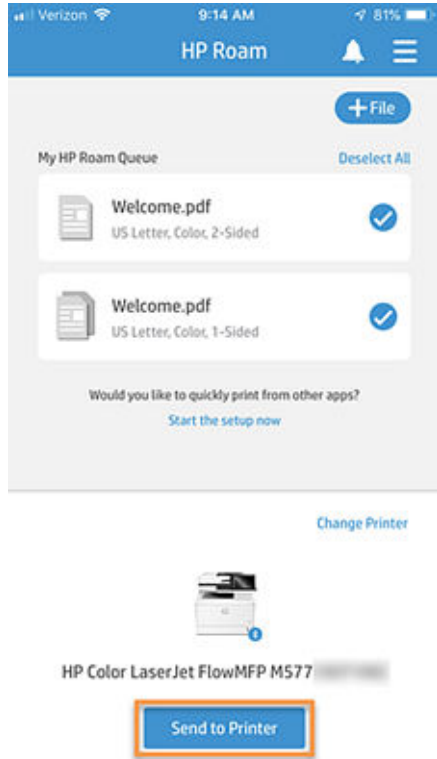 Verizon 9:14 AM 81%
HP Roam
+ File
My HP Roam Queue Deselect All
Welcome.pdf
US Letter, Color, 2-Sided
Welcome.pdf
US Letter, Color, 1-Sided
Would you like to quickly print from other apps?
Start the setup now
Change Printer
HP Color LaserJet FlowMFP M577
Send to Printer